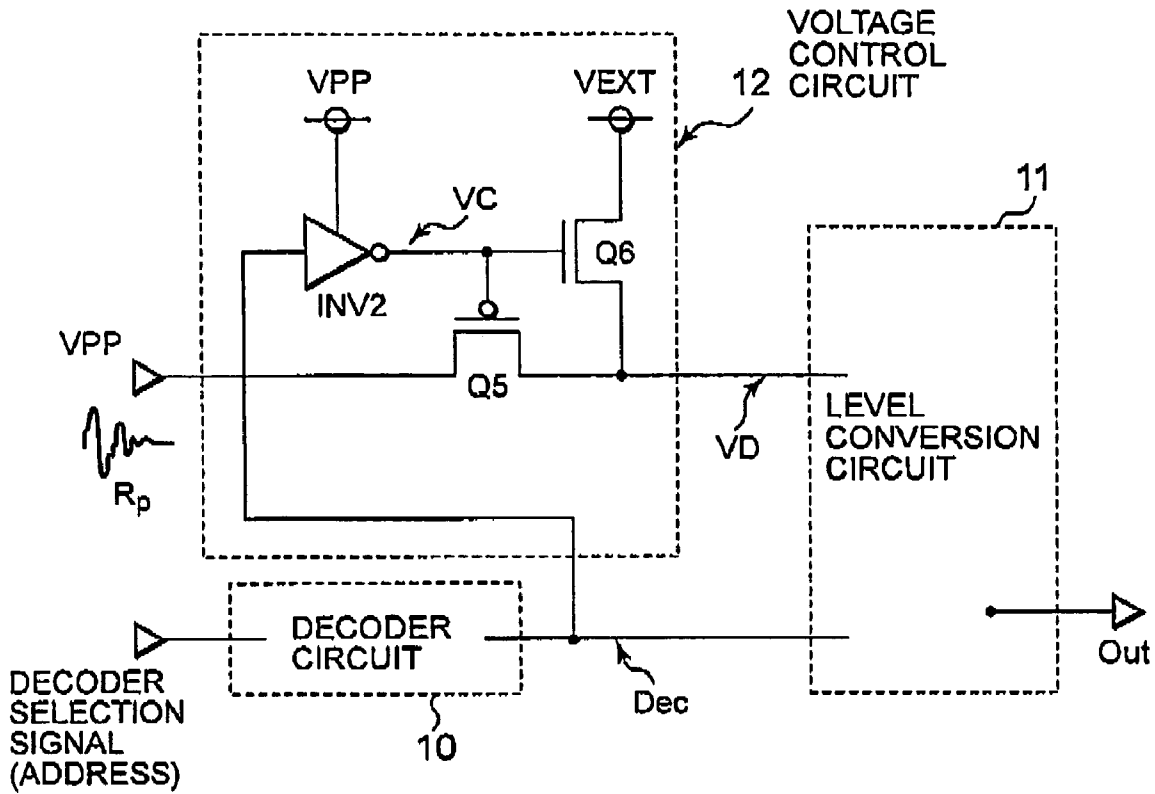 VOLTAGE
CONTROL
CIRCUIT
12
VPP
VEXT
11
VC
Q6
INV2
VPP
Q5
LEVEL
CONVERSION
CIRCUIT
VD
Rp
DECODER
CIRCUIT
Out
Dec
DECODER
SELECTION
SIGNAL
(ADDRESS)
10